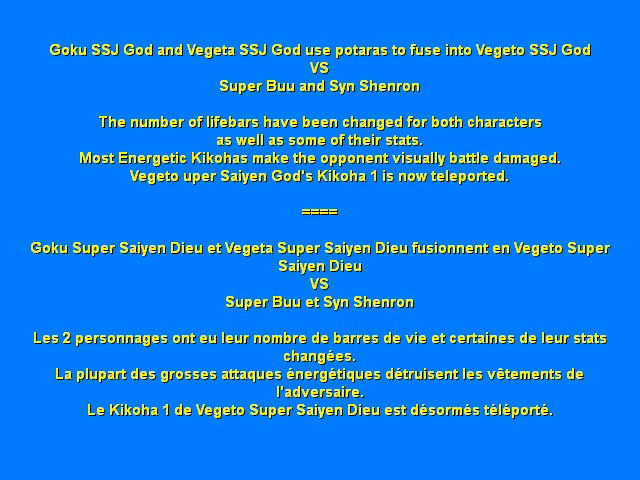 Goku SSJ God and Vegeta SSJ God use potaras to fuse into Vegeto SSJ God
VS
Super Buu and Syn Shenron
The number of lifebars have been changed for both characters
as well as some of their stats.
Most Energetic Kikohas make the opponent visually battle damaged.
Vegeto uper Saiyen God's Kikoha 1 is now teleported.
====
Goku Super Saiyen Dieu et Vegeta Super Saiyen Dieu fusionnent en Vegeto Super
Saiyen Dieu
VS
Super Buu et Syn Shenron
Les 2 personnages ont eu leur nombre de barres de vie et certaines de leur stats
changées.
La plupart des grosses attaques énergétiques détruisent les vêtements de
l'adversaire.
Le Kikoha 1 de Vegeto Super Saiyen Dieu est désormés téléporté.